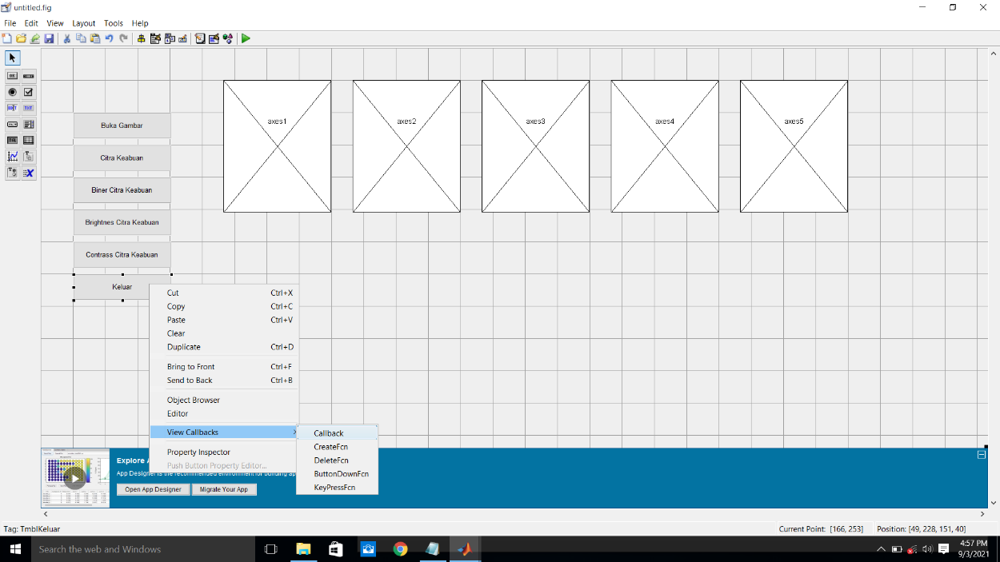 untitled.fig
File Edit View Layout Tools Help
Buka Gambar
Citra Keabuan
Biner Citra Keabuan
Brightnes Citra Keabuan
Contrass Citra Keabuan
Keluar
axes1 axes2 axes3 axes4 axes5
Cut Ctrl+X
Copy Ctrl+C
Paste Ctrl+V
Clear
Duplicate Ctrl+D
Bring to Front Ctrl+F
Send to Back Ctrl+B
Object Browser
Editor
View Callbacks
Property Inspector
Push Button Property Editor...
Callback
CreateFcn
DeleteFcn
ButtonDownFcn
KeyPressFcn
Explore
App Designer is the recommended environment for building
Open App Designer Migrate Your App
Tag: TmblKeluar Current Point: [166, 253] Position: [49, 228, 151, 40]
Search the web and Windows
4:57 PM
9/3/2021